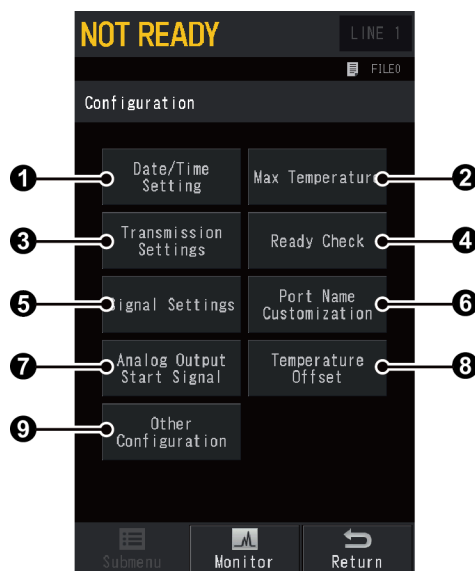 NOT READY
LINE 1
FILE0
Configuration
1
Date/Time
Setting
Max Temperature
2
3
Transmission
Settings
Ready Check
4
5
Signal Settings
Port Name
Customization
6
7
Analog Output
Start Signal
Temperature
Offset
8
9
Other
Configuration
Submenu
Monitor
Return